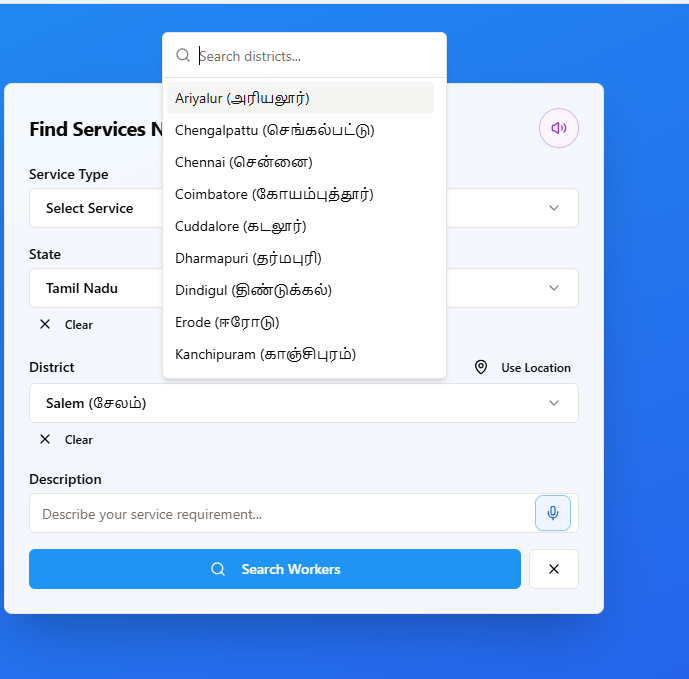 Search districts...
Ariyalur (அரியலூர்)
Chengalpattu (செங்கல்பட்டு)
Chennai (சென்னை)
Coimbatore (கோயம்புத்தூர்)
Cuddalore (கடலூர்)
Dharmapuri (தர்மபுரி)
Dindigul (திண்டுக்கல்)
Erode (ஈரோடு)
Kanchipuram (காஞ்சிபுரம்)
Find Services N
Service Type
Select Service
State
Tamil Nadu
Clear
District
Use Location
Salem (சேலம்)
Clear
Description
Describe your service requirement...
Search Workers